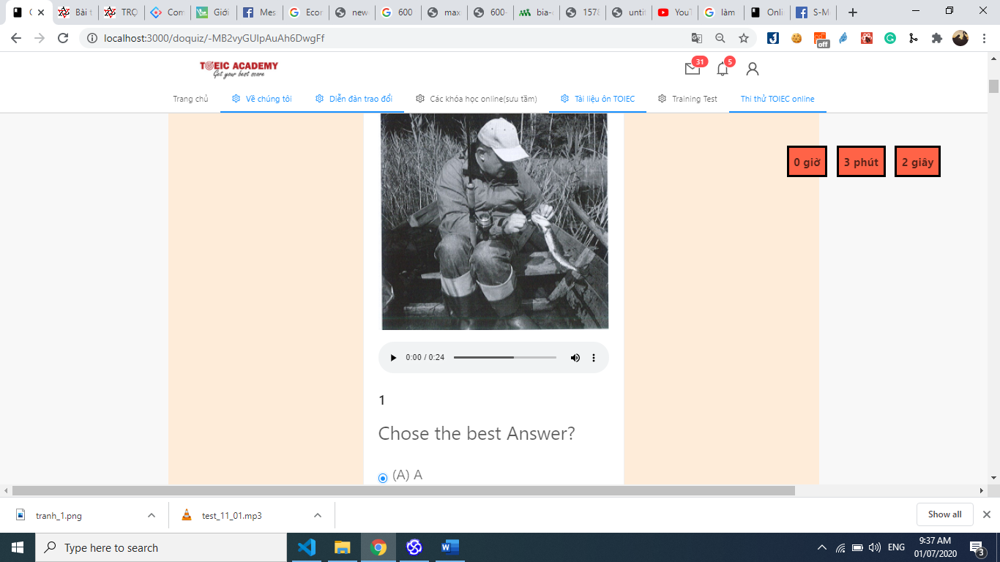 C
Bài t
TRỌ
Com
Giới
Mes
Ecor
new
600
max
600-
bia-
1578
unti
YouT
làm
Onli
S-M
localhost:3000/doquiz/-MB2vyGUIpAuAh6DwgFf
off
TOEIC ACADEMY
Get your best score
31
5
Trang chủ
Về chúng tôi
Diễn đàn trao đổi
Các khóa học online(sưu tầm)
Tài liệu ôn TOIEC
Training Test
Thi thử TOIEC online
0 giờ
3 phút
2 giây
0:00 / 0:24
1
Chose the best Answer?
(A) A
tranh_1.png
test_11_01.mp3
Show all
Type here to search
ENG
9:37 AM
01/07/2020
3